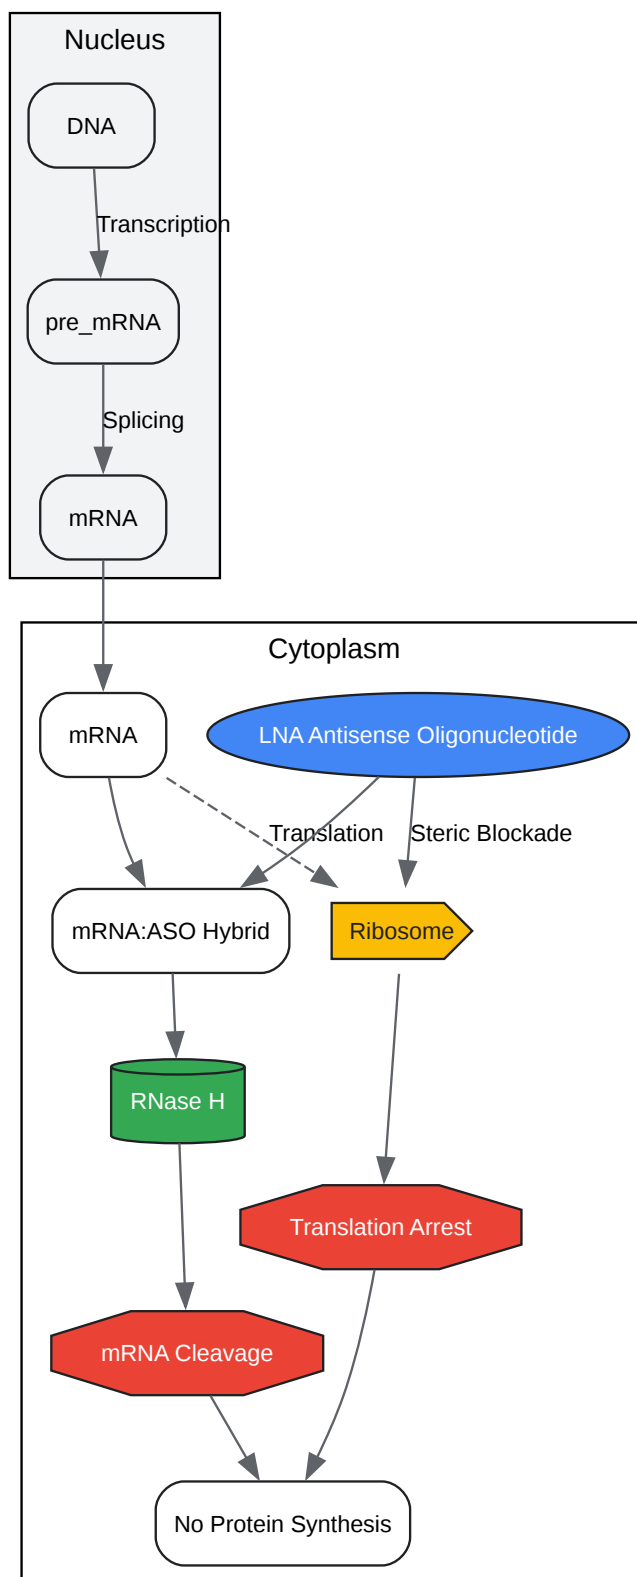 Nucleus
DNA
Transcription
pre_mRNA
Splicing
mRNA
Cytoplasm
mRNA
LNA Antisense Oligonucleotide
Translation
Steric Blockade
mRNA:ASO Hybrid
Ribosome
RNase H
Translation Arrest
mRNA Cleavage
No Protein Synthesis